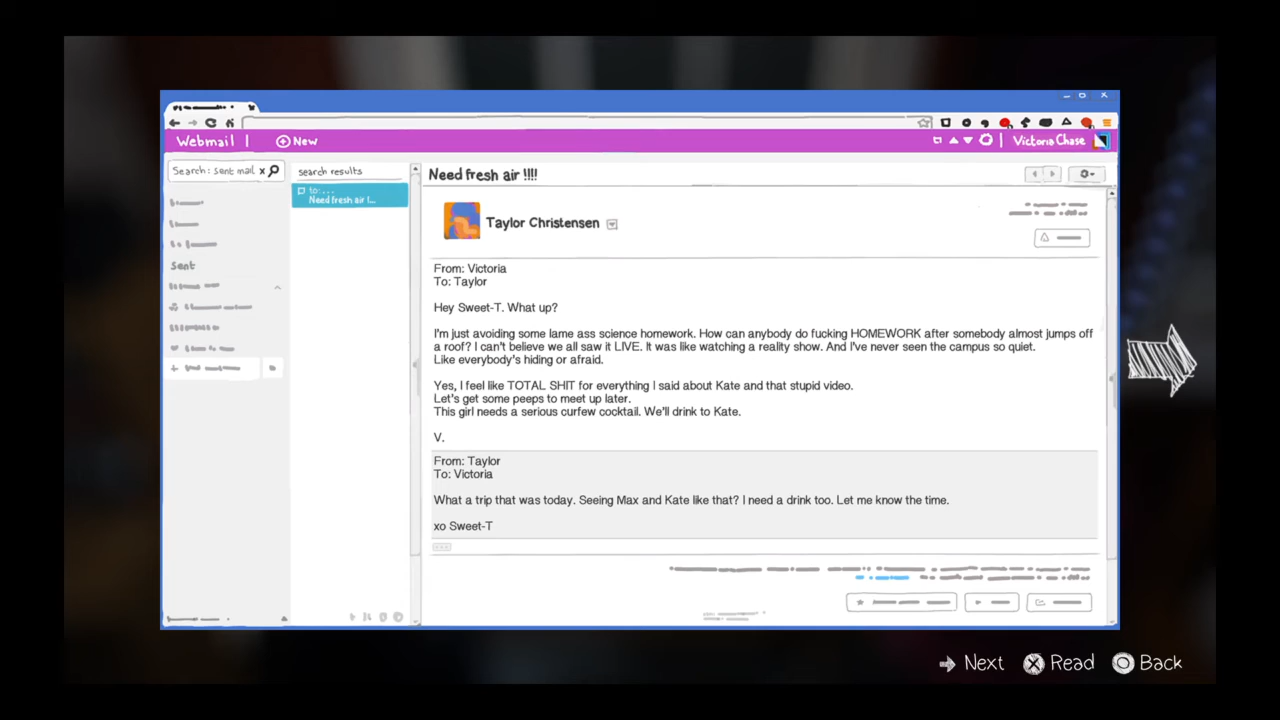 Webmail |
New
| Victoria Chase
Search: sent mail x
search results
Need fresh air !!!!
to:...
Need fresh air !...
Taylor Christensen
Sent
From: Victoria
To: Taylor
Hey Sweet-T. What up?
I'm just avoiding some lame ass science homework. How can anybody do fucking HOMEWORK after somebody almost jumps off
a roof? I can't believe we all saw it LIVE. It was like watching a reality show. And I've never seen the campus so quiet.
Like everybody's hiding or afraid.
Yes, I feel like TOTAL SHIT for everything I said about Kate and that stupid video.
Let's get some peeps to meet up later.
This girl needs a serious curfew cocktail. We'll drink to Kate.
V.
From: Taylor
To: Victoria
What a trip that was today. Seeing Max and Kate like that? I need a drink too. Let me know the time.
xo Sweet-T
Next
Read
Back